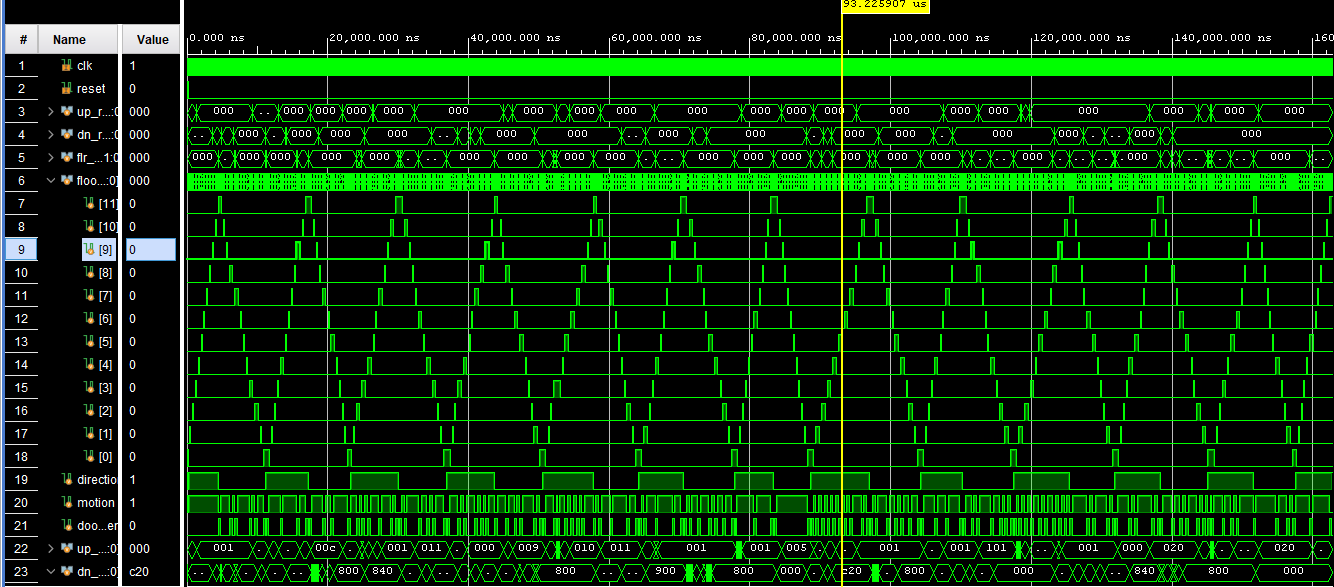 93.225907 us
# Name Value 0.000 ns 20,000.000 ns 40,000.000 ns 60,000.000 ns 80,000.000 ns 100,000.000 ns 120,000.000 ns 140,000.000 ns 160
1 clk 1
2 reset 0
3 up_r...:0 000 000 000 000 000 000 000 000 000 000 000 000 000 000 000 000 000 000 000 000
4 dn_r...:0 000 000 000 000 000 000 000 000 000 000 000 000 000
5 flr_...1:0 000 000 000 000 000 000 000 000 000 000 000 000 000 000 000 000 000
6 floo...:0] 000
7 [11] 0
8 [10] 0
9 [9] 0
10 [8] 0
11 [7] 0
12 [6] 0
13 [5] 0
14 [4] 0
15 [3] 0
16 [2] 0
17 [1] 0
18 [0] 0
19 directio 1
20 motion 1
21 doo...er 0
22 up_...:0] 000 001 00c 001 011 000 009 010 011 001 001 005 001 001 101 001 000 020 020
23 dn_...:0] c20 800 840 800 900 800 000 c20 800 000 840 800 000